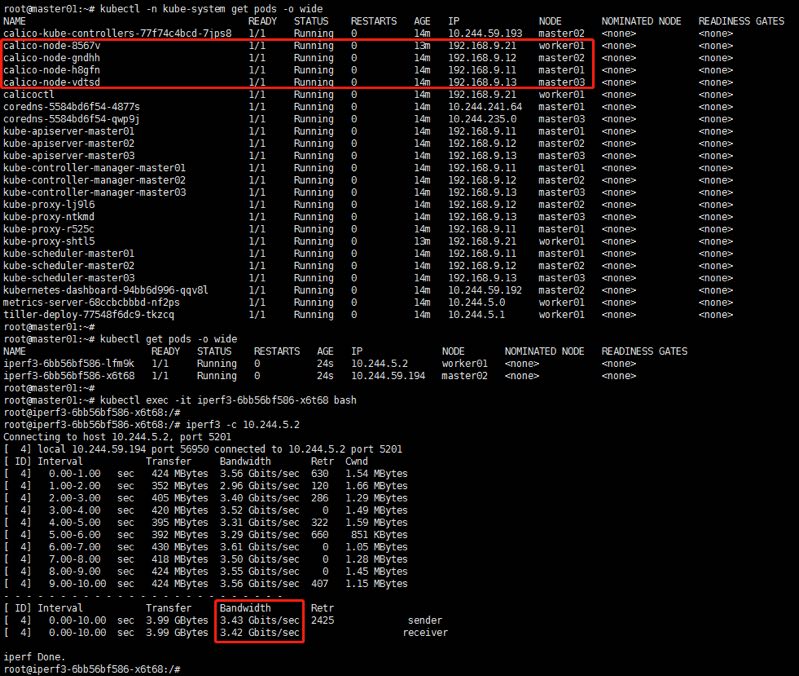 root@master01:~# kubectl -n kube-system get pods -o wide
NAME READY STATUS RESTARTS AGE IP NODE NOMINATED NODE READINESS GATES
calico-kube-controllers-77f74c4bcd-7jps8 1/1 Running 0 14m 10.244.59.193 master02 <none> <none>
calico-node-8567v 1/1 Running 0 13m 192.168.9.21 worker01 <none> <none>
calico-node-gndhh 1/1 Running 0 14m 192.168.9.12 master02 <none> <none>
calico-node-h8gfn 1/1 Running 0 14m 192.168.9.11 master01 <none> <none>
calico-node-vdtsd 1/1 Running 0 14m 192.168.9.13 master03 <none> <none>
calicoctl 1/1 Running 0 14m 192.168.9.21 worker01 <none> <none>
coredns-5584bd6f54-4877s 1/1 Running 0 14m 10.244.241.64 master01 <none> <none>
coredns-5584bd6f54-qwp9j 1/1 Running 0 14m 10.244.235.0 master03 <none> <none>
kube-apiserver-master01 1/1 Running 0 14m 192.168.9.11 master01 <none> <none>
kube-apiserver-master02 1/1 Running 0 14m 192.168.9.12 master02 <none> <none>
kube-apiserver-master03 1/1 Running 0 14m 192.168.9.13 master03 <none> <none>
kube-controller-manager-master01 1/1 Running 0 14m 192.168.9.11 master01 <none> <none>
kube-controller-manager-master02 1/1 Running 0 14m 192.168.9.12 master02 <none> <none>
kube-controller-manager-master03 1/1 Running 0 14m 192.168.9.13 master03 <none> <none>
kube-proxy-lj9l6 1/1 Running 0 14m 192.168.9.12 master02 <none> <none>
kube-proxy-ntkmd 1/1 Running 0 14m 192.168.9.13 master03 <none> <none>
kube-proxy-r525c 1/1 Running 0 14m 192.168.9.11 master01 <none> <none>
kube-proxy-shtl5 1/1 Running 0 13m 192.168.9.21 worker01 <none> <none>
kube-scheduler-master01 1/1 Running 0 14m 192.168.9.11 master01 <none> <none>
kube-scheduler-master02 1/1 Running 0 14m 192.168.9.12 master02 <none> <none>
kube-scheduler-master03 1/1 Running 0 14m 192.168.9.13 master03 <none> <none>
kubernetes-dashboard-94bb6d996-qqv8l 1/1 Running 0 14m 10.244.59.192 master02 <none> <none>
metrics-server-68ccbcbbbd-nf2ps 1/1 Running 0 14m 10.244.5.0 worker01 <none> <none>
tiller-deploy-77548f6dc9-tkzcq 1/1 Running 0 14m 10.244.5.1 worker01 <none> <none>
root@master01:~#
root@master01:~# kubectl get pods -o wide
NAME READY STATUS RESTARTS AGE IP NODE NOMINATED NODE READINESS GATES
iperf3-6bb56bf586-lfm9k 1/1 Running 0 24s 10.244.5.2 worker01 <none> <none>
iperf3-6bb56bf586-x6t68 1/1 Running 0 24s 10.244.59.194 master02 <none> <none>
root@master01:~#
root@master01:~# kubectl exec -it iperf3-6bb56bf586-x6t68 bash
root@iperf3-6bb56bf586-x6t68:/#
root@iperf3-6bb56bf586-x6t68:/# iperf3 -c 10.244.5.2
Connecting to host 10.244.5.2, port 5201
[ 4] local 10.244.59.194 port 56950 connected to 10.244.5.2 port 5201
[ ID] Interval Transfer Bandwidth Retr Cwnd
[ 4] 0.00-1.00 sec 424 MBytes 3.56 Gbits/sec 630 1.54 MBytes
[ 4] 1.00-2.00 sec 352 MBytes 2.96 Gbits/sec 120 1.66 MBytes
[ 4] 2.00-3.00 sec 405 MBytes 3.40 Gbits/sec 286 1.29 MBytes
[ 4] 3.00-4.00 sec 420 MBytes 3.52 Gbits/sec 0 1.49 MBytes
[ 4] 4.00-5.00 sec 395 MBytes 3.31 Gbits/sec 322 1.59 MBytes
[ 4] 5.00-6.00 sec 392 MBytes 3.29 Gbits/sec 660 851 KBytes
[ 4] 6.00-7.00 sec 430 MBytes 3.61 Gbits/sec 0 1.05 MBytes
[ 4] 7.00-8.00 sec 418 MBytes 3.50 Gbits/sec 0 1.28 MBytes
[ 4] 8.00-9.00 sec 424 MBytes 3.55 Gbits/sec 0 1.45 MBytes
[ 4] 9.00-10.00 sec 424 MBytes 3.56 Gbits/sec 407 1.15 MBytes
- - - - - - - - - - - - - - - - - - - - - - - - -
[ ID] Interval Transfer Bandwidth Retr
[ 4] 0.00-10.00 sec 3.99 GBytes 3.43 Gbits/sec 2425 sender
[ 4] 0.00-10.00 sec 3.99 GBytes 3.42 Gbits/sec receiver
iperf Done.
root@iperf3-6bb56bf586-x6t68:/#